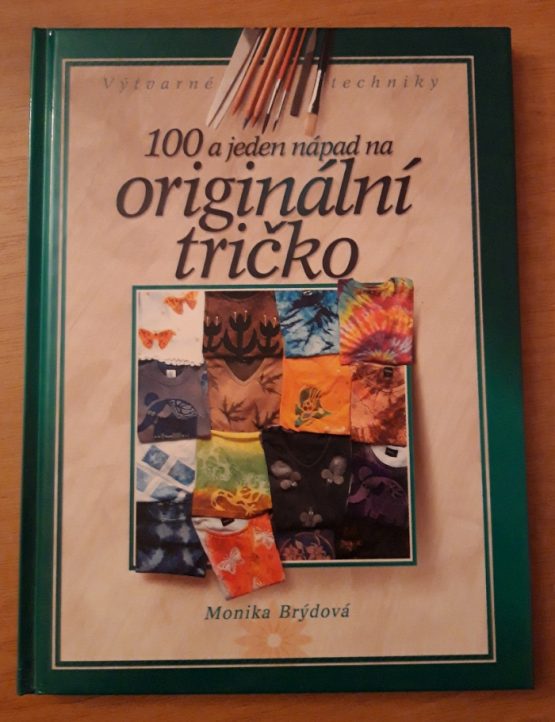 Výtvarné techniky
100 a jeden nápad na
originální
tričko
Monika Brýdová